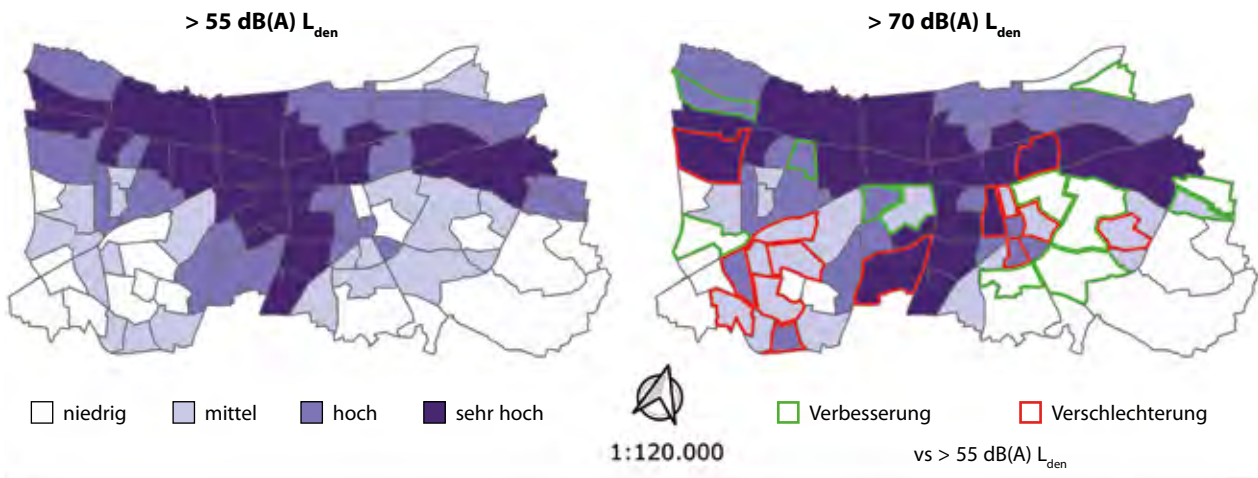 > 55 dB(A) Lden
> 70 dB(A) Lden
niedrig
mittel
hoch
sehr hoch
1:120.000
Verbesserung
Verschlechterung
vs > 55 dB(A) Lden